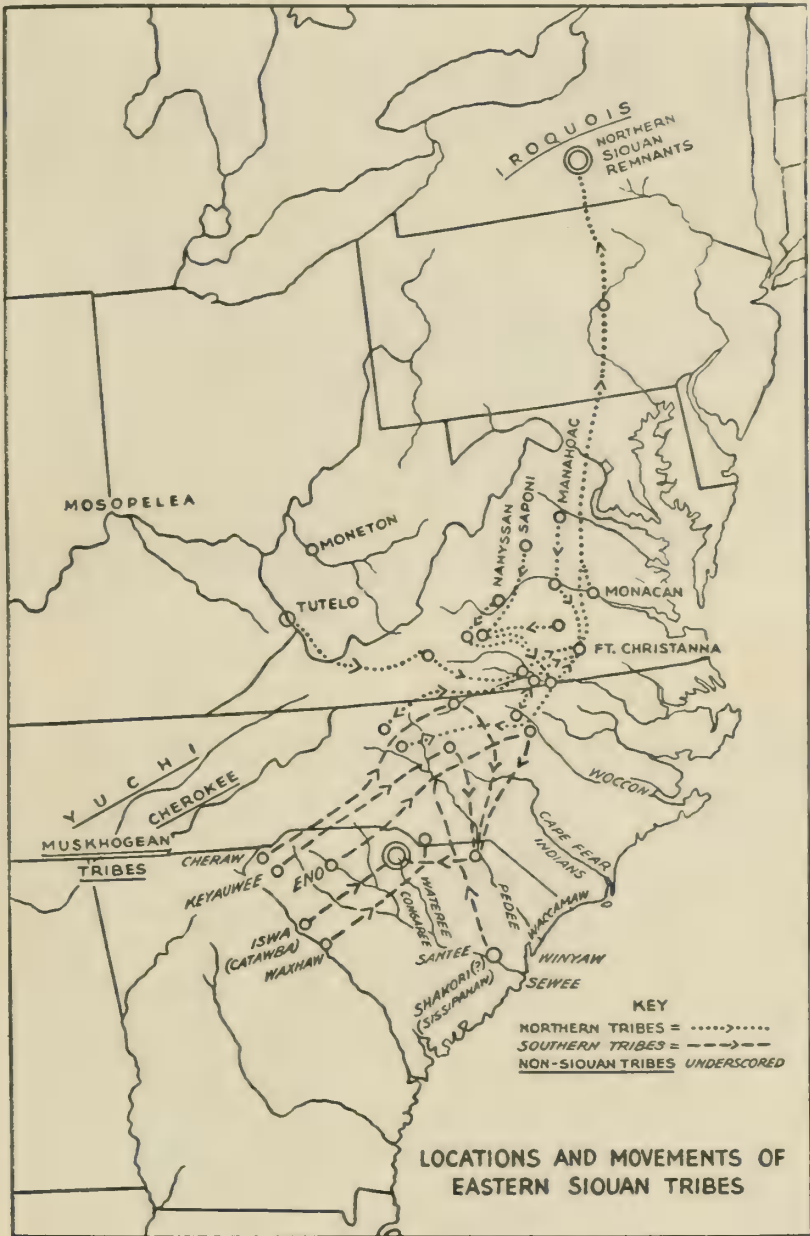 IROQUOIS
NORTHERN
SIOUAN
REMNANTS
MOSOPELEA
MONETON
TUTELO
NAHYSSAN
SAPONI
MANAHOAC
MONACAN
FT. CHRISTANNA
YUCHI
CHEROKEE
MUSKHOGEAN
TRIBES
CHERAW
KEYAUWEE
ENO
ISWA
(CATAWBA)
WAXHAW
CONGAREE
WATEREE
SANTEE
SHAKORI(?)
(SISSIPAHAW)
PEDEE
WOCCON
CAPE FEAR
INDIANS
WACCAMAW
WINYAW
SEWEE
KEY
NORTHERN TRIBES =
SOUTHERN TRIBES =
NON-SIOUAN TRIBES UNDERSCORED
LOCATIONS AND MOVEMENTS OF
EASTERN SIOUAN TRIBES